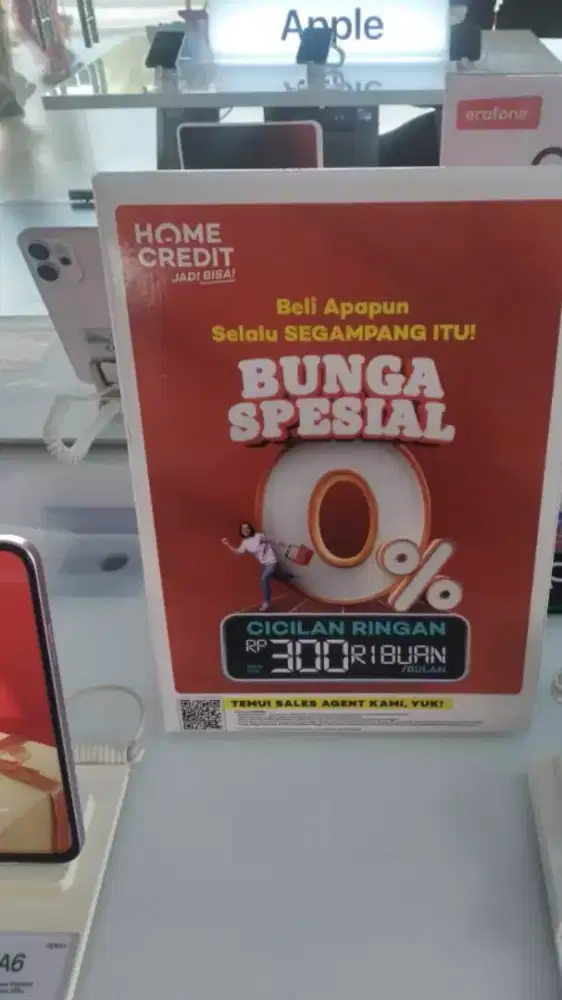 Apple
erafone
HOME
CREDIT
JADI BISA!
Beli Apapun
Selalu SEGAMPANG ITU!
BUNGA
SPESIAL
0%
CICILAN RINGAN
RP 300 RIBUAN
/BULAN
TEMUI SALES AGENT KAMI, YUK!
A6